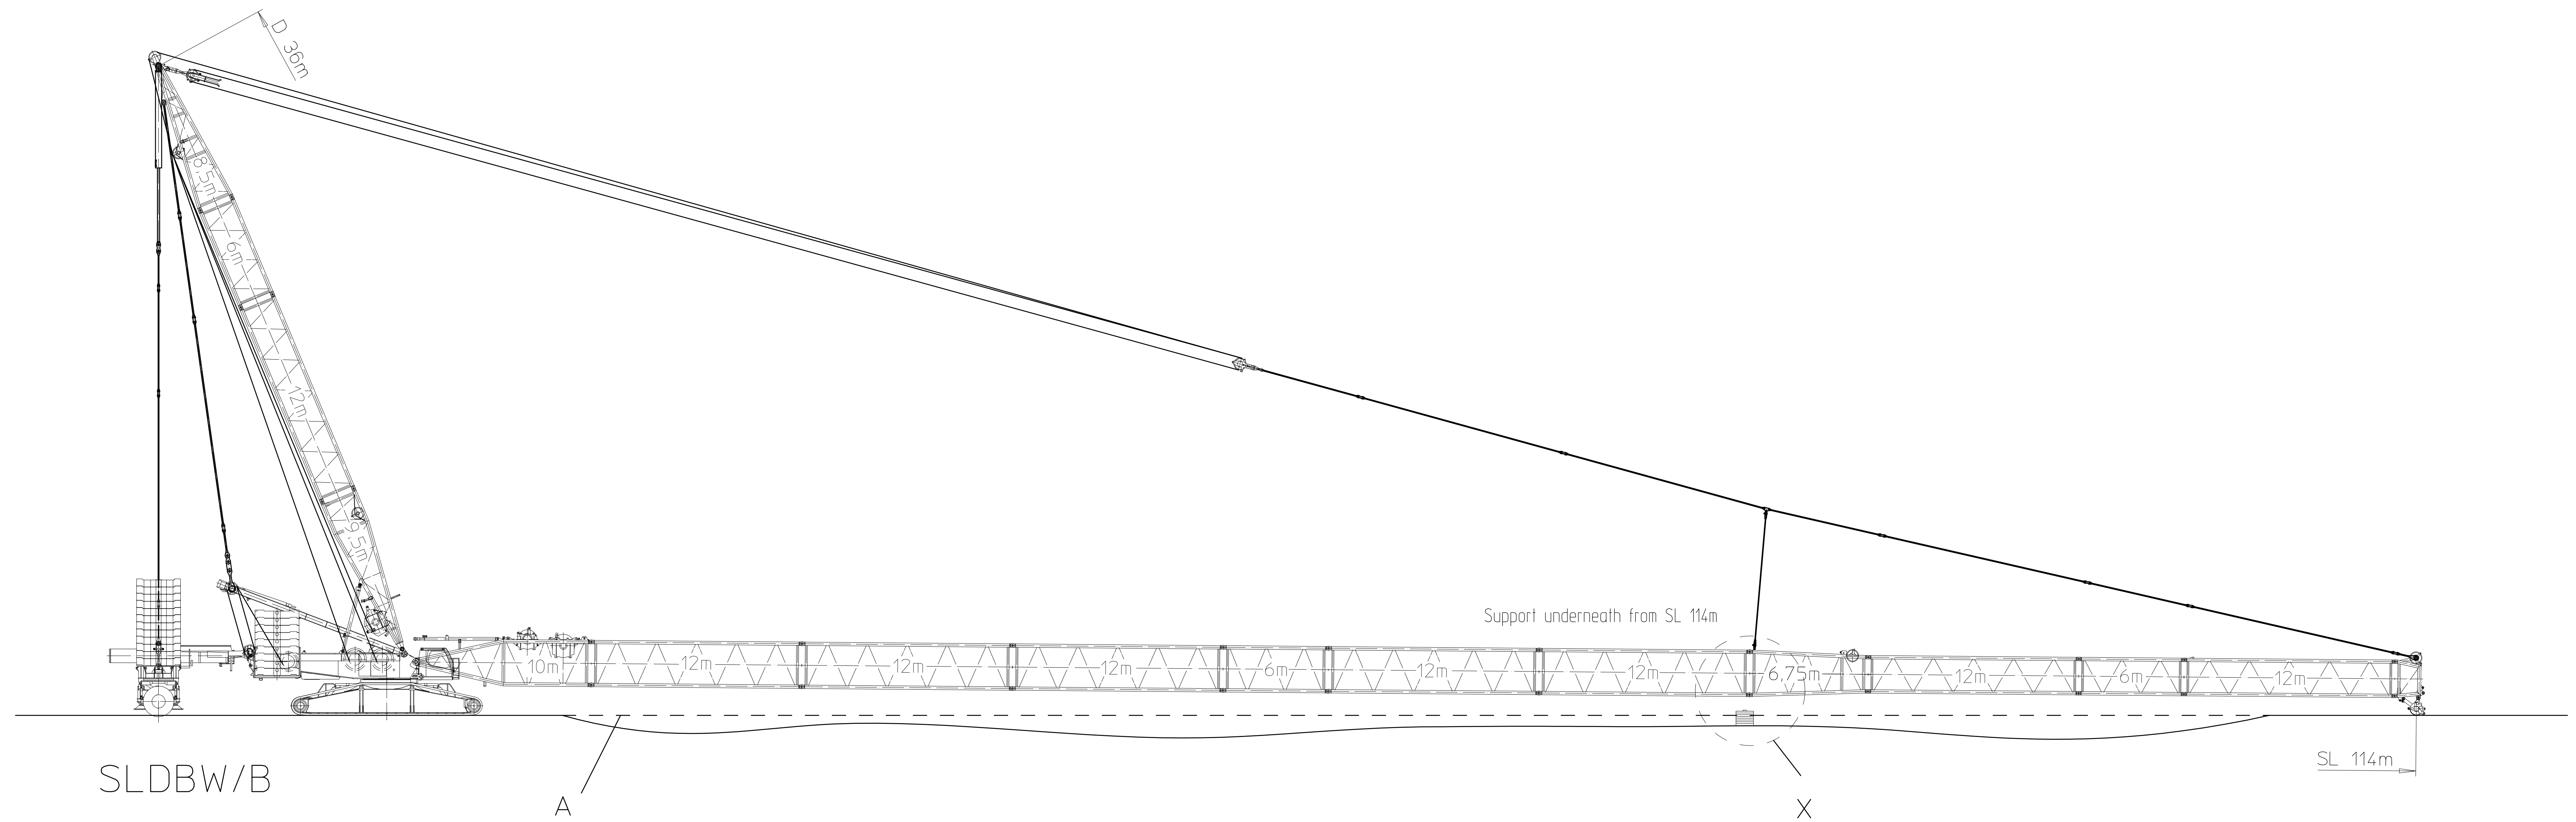 D 36m
8,5m
6m
12m
9,5m
Support underneath from SL 114m
10m
12m
12m
12m
6m
12m
12m
6,75m
12m
6m
12m
SL 114m
SLDBW/B
A
X